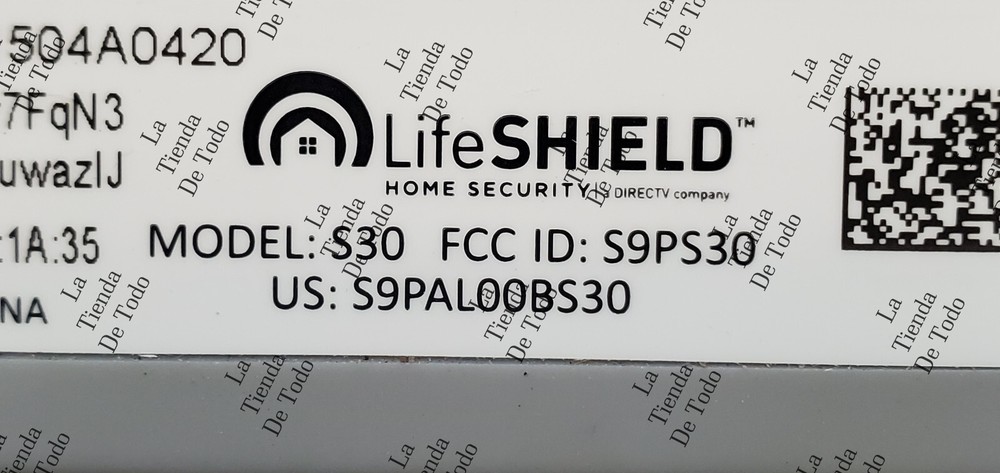 504A0420
7FqN3
uwazIJ
LifeSHIELD™
HOME SECURITY | A DIRECTV company
:1A:35
MODEL: S30 FCC ID: S9PS30
US: S9PAL00BS30
NA
La
Tienda
De Todo